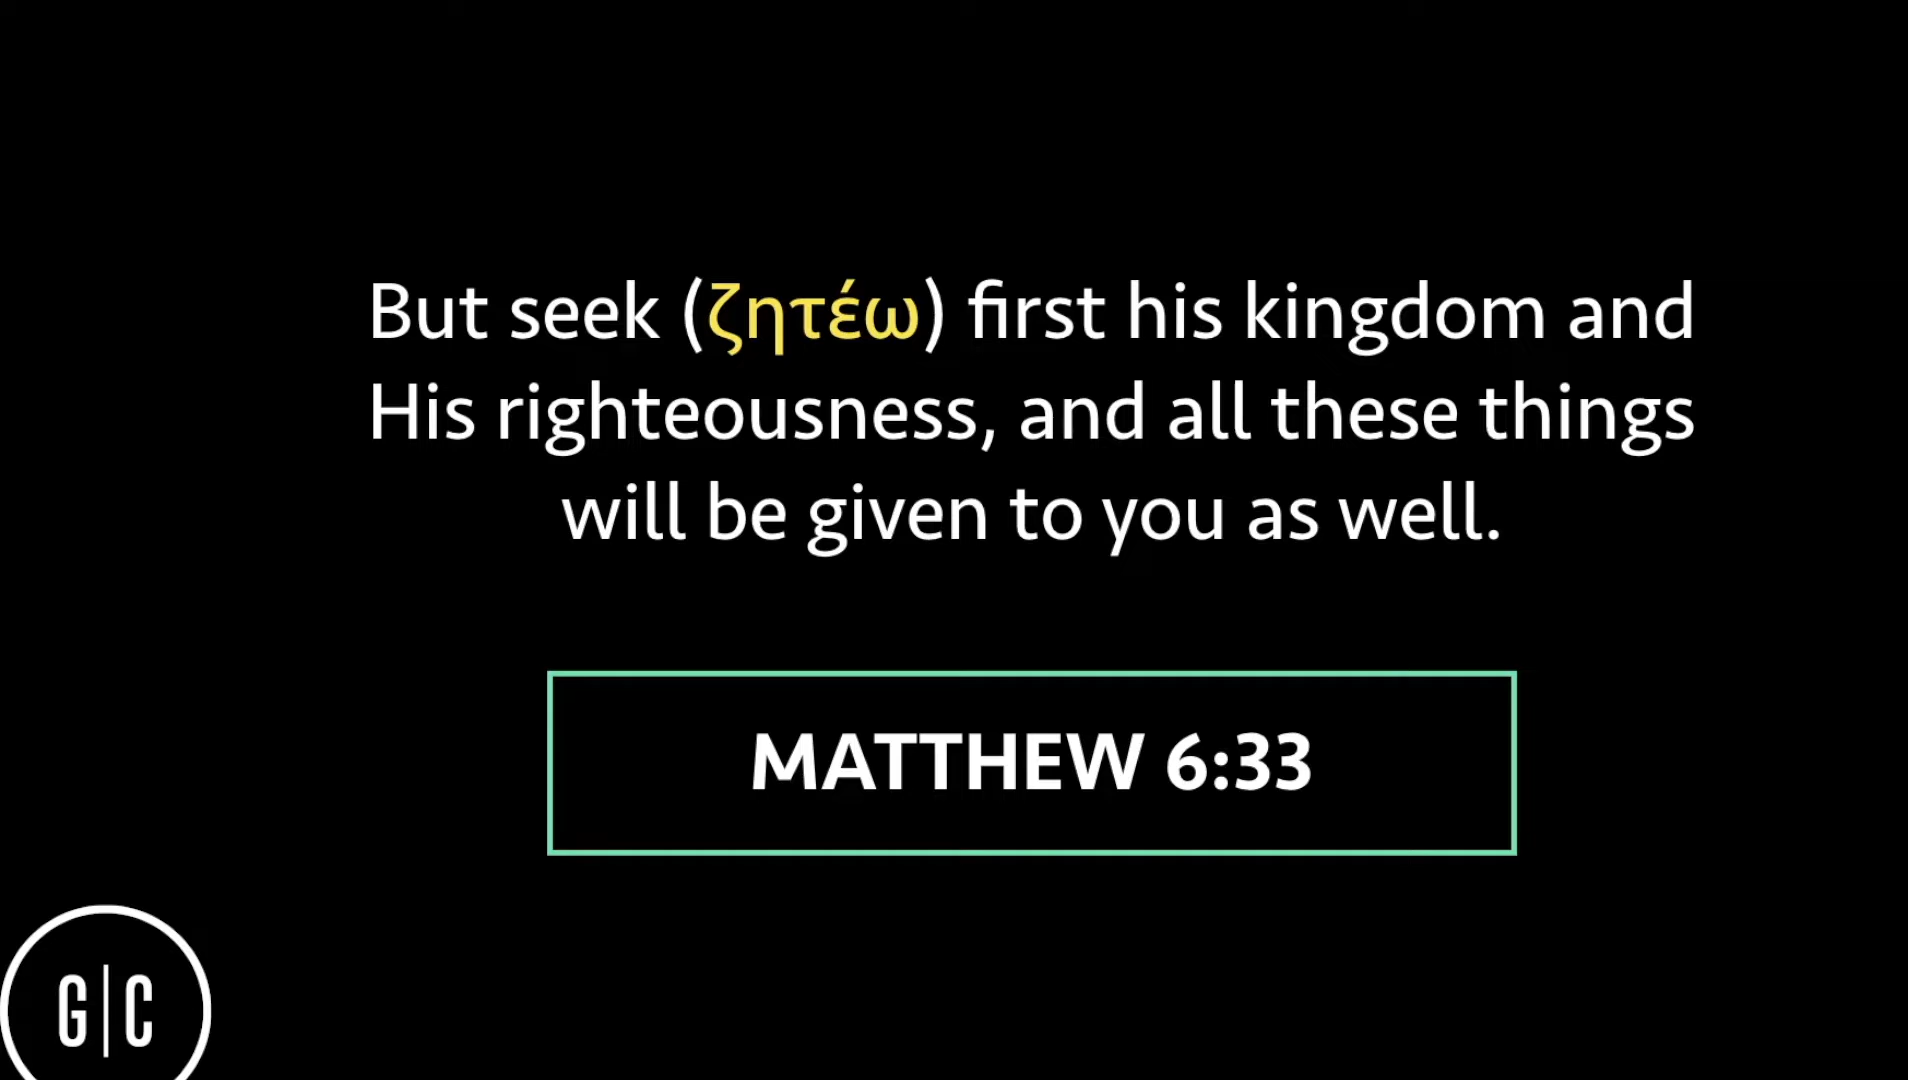 But seek (ζητέω) first his kingdom and
His righteousness, and all these things
will be given to you as well.
MATTHEW 6:33
G|C